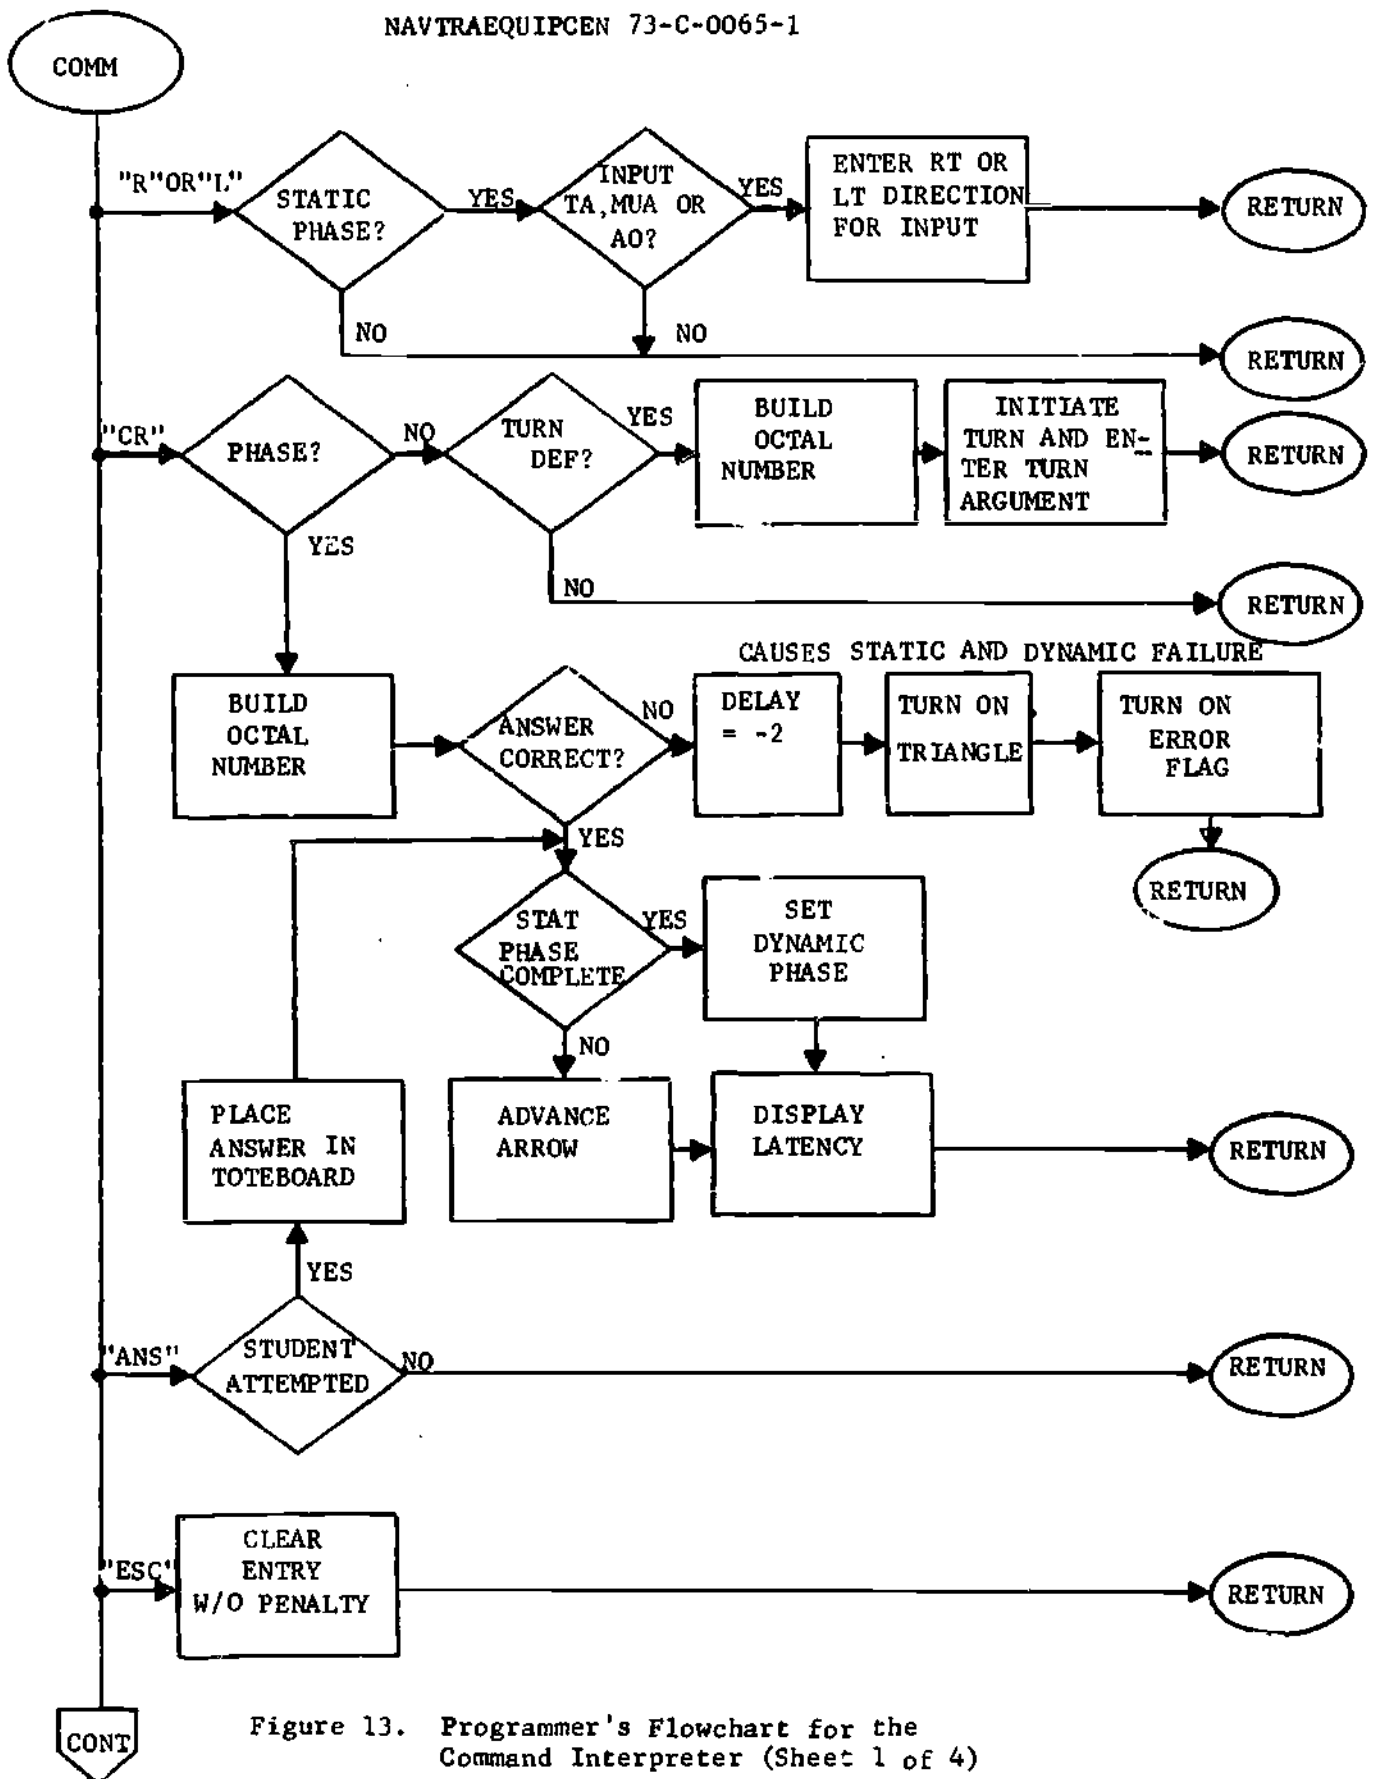 NAVTRAEQUIPCEN 73-C-0065-1
COMM
"R"OR"L"
STATIC
PHASE?
YES
NO
INPUT
TA,MUA OR
AO?
YES
NO
ENTER RT OR
LT DIRECTION
FOR INPUT
RETURN
RETURN
"CR"
PHASE?
NO
YES
TURN
DEF?
YES
NO
BUILD
OCTAL
NUMBER
INITIATE
TURN AND EN-
TER TURN
ARGUMENT
RETURN
RETURN
CAUSES STATIC AND DYNAMIC FAILURE
BUILD
OCTAL
NUMBER
ANSWER
CORRECT?
NO
YES
DELAY
= -2
TURN ON
TRIANGLE
TURN ON
ERROR
FLAG
RETURN
STAT
PHASE
COMPLETE
YES
NO
SET
DYNAMIC
PHASE
PLACE
ANSWER IN
TOTEBOARD
ADVANCE
ARROW
DISPLAY
LATENCY
RETURN
YES
"ANS"
STUDENT
ATTEMPTED
NO
RETURN
"ESC"
CLEAR
ENTRY
W/O PENALTY
RETURN
CONT
Figure 13. Programmer's Flowchart for the
Command Interpreter (Sheet 1 of 4)